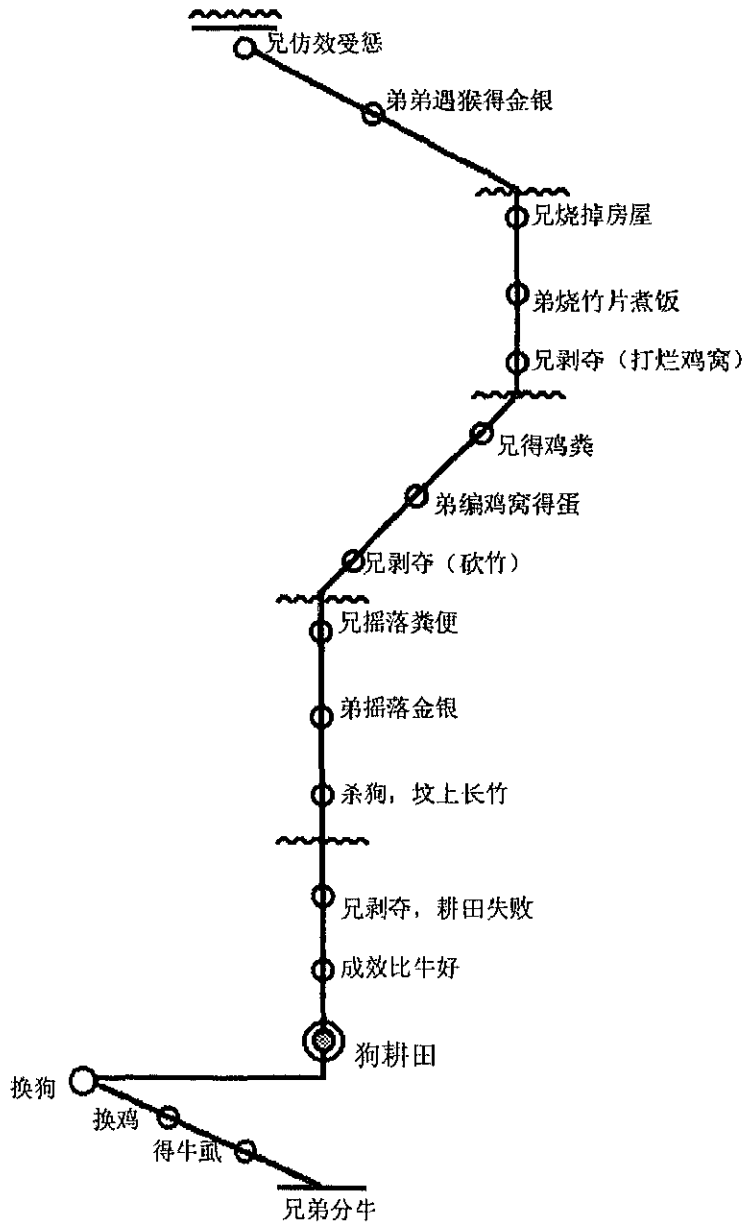 兄仿效受惩
弟弟遇猴得金银
兄烧掉房屋
弟烧竹片煮饭
兄剥夺（打烂鸡窝）
兄得鸡粪
弟编鸡窝得蛋
兄剥夺（砍竹）
兄摇落粪便
弟摇落金银
杀狗，坟上长竹
兄剥夺，耕田失败
成效比牛好
狗耕田
换狗
换鸡
得牛虱
兄弟分牛